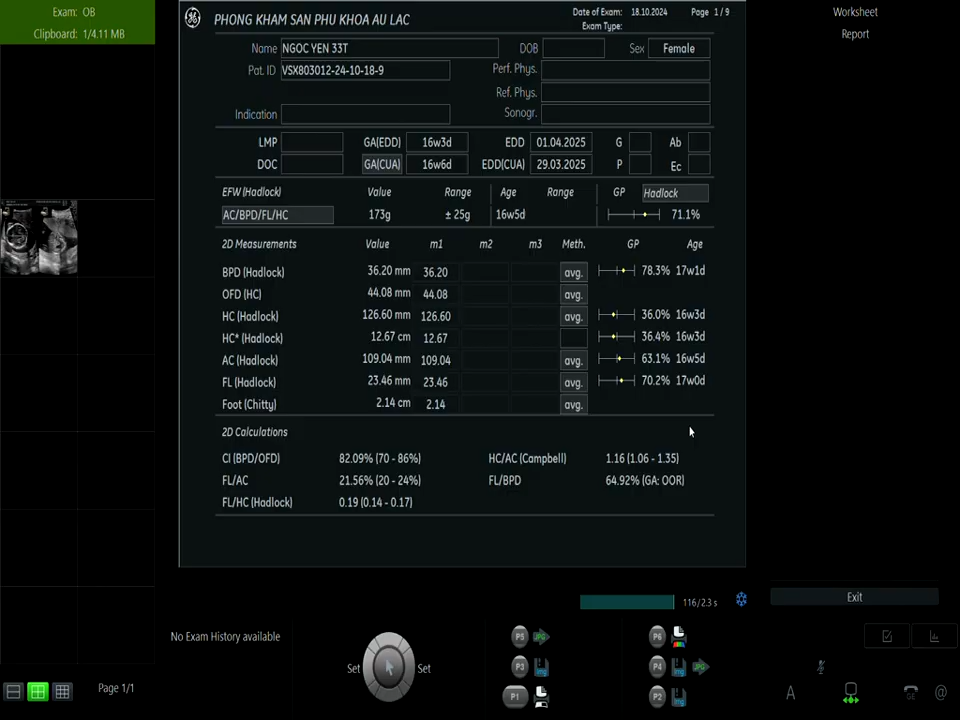 Exam: OB
Clipboard: 1/4.11 MB
PHONG KHAM SAN PHU KHOA AU LAC
Date of Exam: 18.10.2024 Page 1 / 9
Exam Type:
Name NGOC YEN 33T DOB Sex Female
Pat. ID VSX803012-24-10-18-9 Perf. Phys.
Ref. Phys.
Indication Sonogr.
LMP GA(EDD) 16w3d EDD 01.04.2025 G Ab
DOC GA(CUA) 16w6d EDD(CUA) 29.03.2025 P Ec
EFW (Hadlock) Value Range Age Range GP Hadlock
AC/BPD/FL/HC 173g ± 25g 16w5d 71.1%
2D Measurements Value m1 m2 m3 Meth. GP Age
BPD (Hadlock) 36.20 mm 36.20 avg. 78.3% 17w1d
OFD (HC) 44.08 mm 44.08 avg.
HC (Hadlock) 126.60 mm 126.60 avg. 36.0% 16w3d
HC* (Hadlock) 12.67 cm 12.67 36.4% 16w3d
AC (Hadlock) 109.04 mm 109.04 avg. 63.1% 16w5d
FL (Hadlock) 23.46 mm 23.46 avg. 70.2% 17w0d
Foot (Chitty) 2.14 cm 2.14 avg.
2D Calculations
CI (BPD/OFD) 82.09% (70 - 86%) HC/AC (Campbell) 1.16 (1.06 - 1.35)
FL/AC 21.56% (20 - 24%) FL/BPD 64.92% (GA: OOR)
FL/HC (Hadlock) 0.19 (0.14 - 0.17)
Worksheet
Report
116/2.3 s
Exit
No Exam History available
Set Set
P5 JPG P6
P3 img P4 img JPG
P1 P2 img
Page 1/1
A GE @